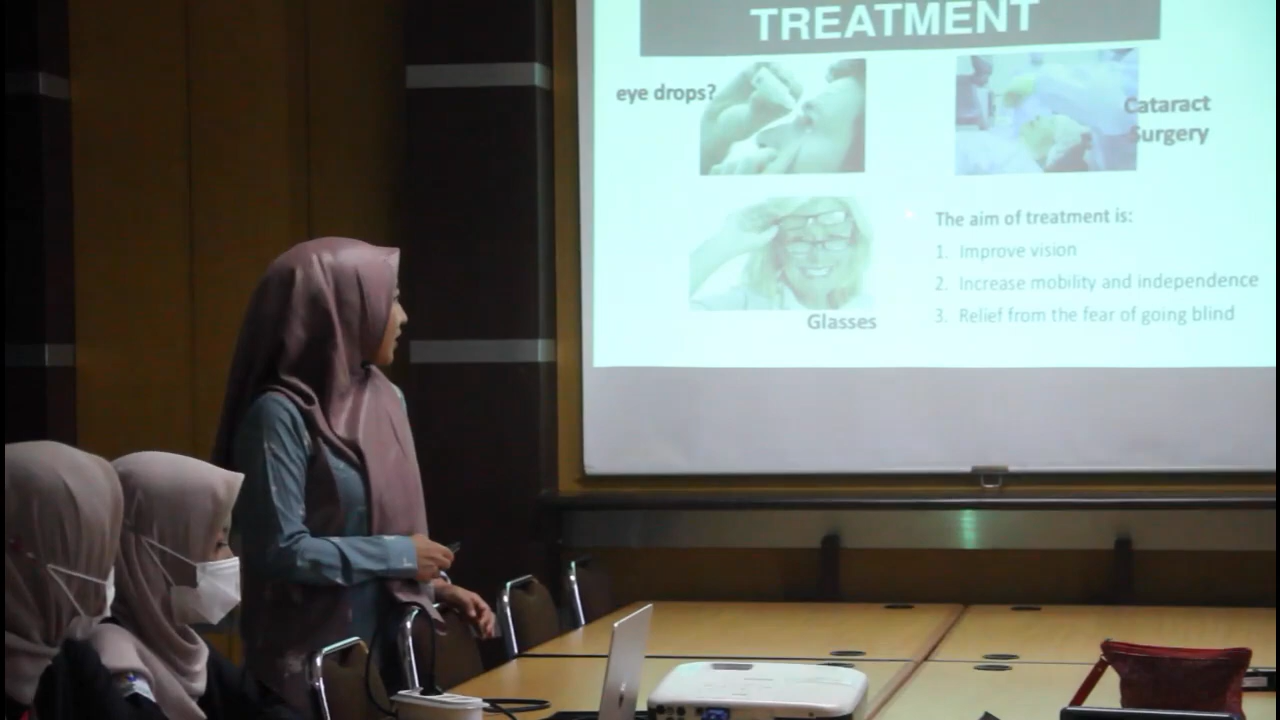 TREATMENT
eye drops?
Cataract
Surgery
Glasses
The aim of treatment is:
1. Improve vision
2. Increase mobility and independence
3. Relief from the fear of going blind